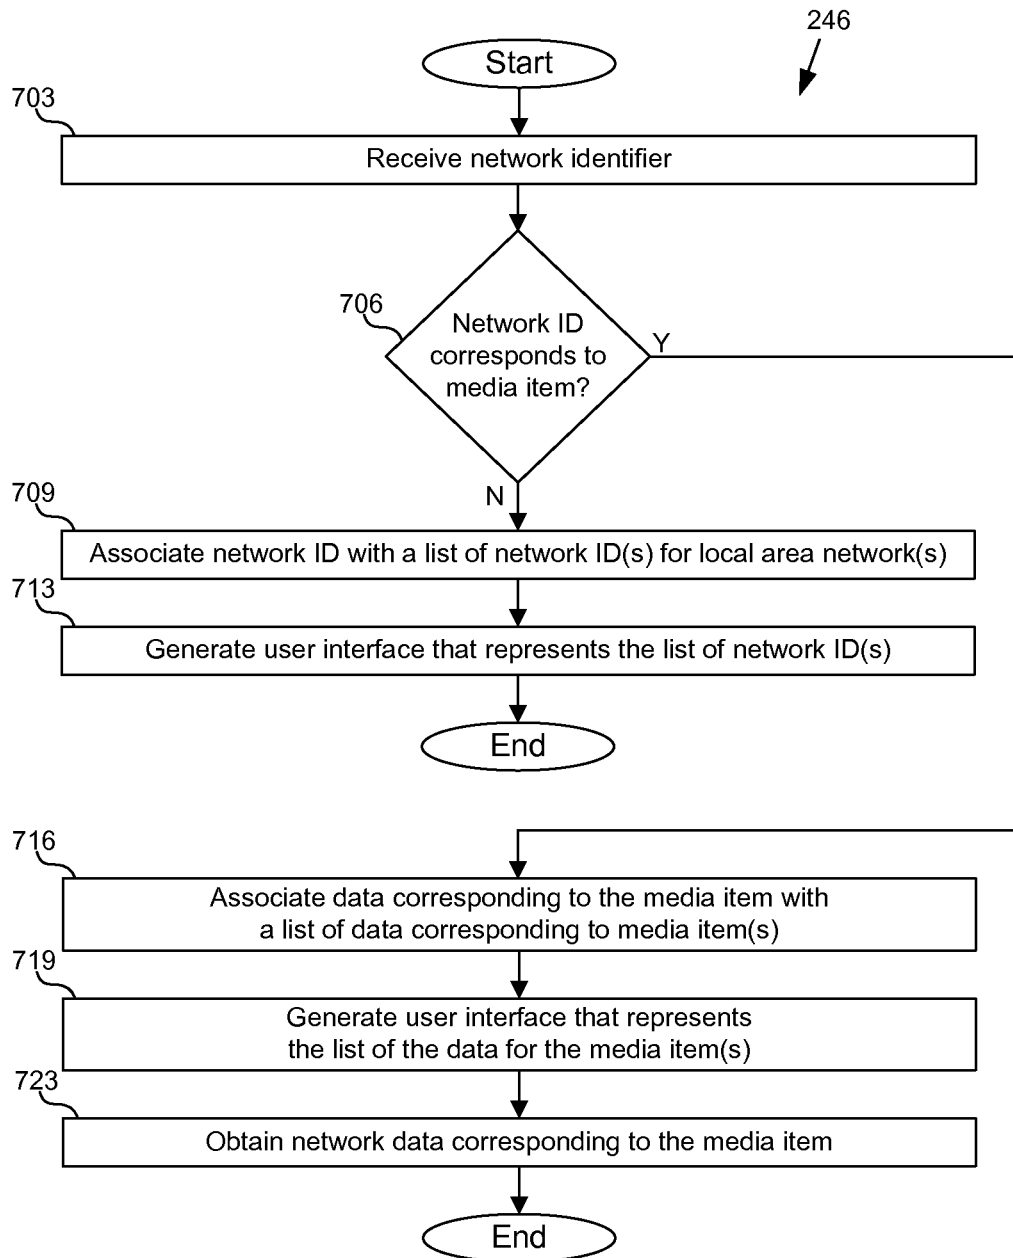 246
Start
703
Receive network identifier
706
Network ID
corresponds to
media item?
Y
N
709
Associate network ID with a list of network ID(s) for local area network(s)
713
Generate user interface that represents the list of network ID(s)
End
716
Associate data corresponding to the media item with
a list of data corresponding to media item(s)
719
Generate user interface that represents
the list of the data for the media item(s)
723
Obtain network data corresponding to the media item
End